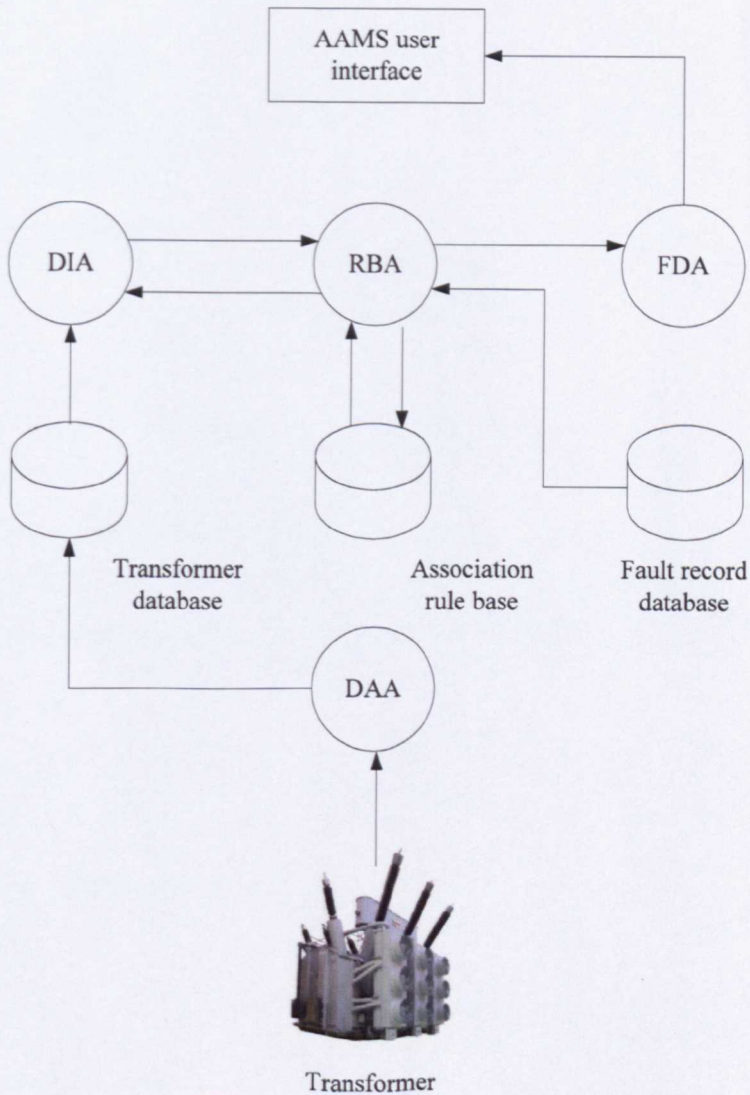 AAMS user
interface
DIA
RBA
FDA
Transformer
database
Association
rule base
Fault record
database
DAA
Transformer